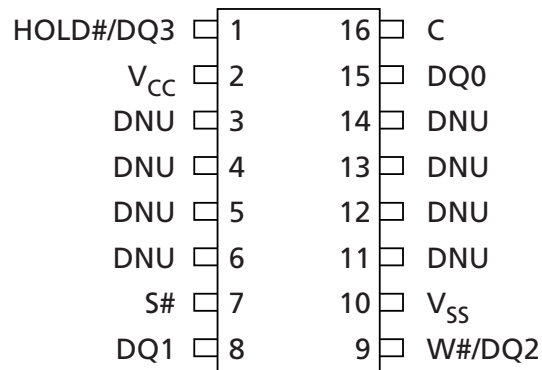 HOLD#/DQ3 1 16 C
VCC 2 15 DQ0
DNU 3 14 DNU
DNU 4 13 DNU
DNU 5 12 DNU
DNU 6 11 DNU
S# 7 10 VSS
DQ1 8 9 W#/DQ2